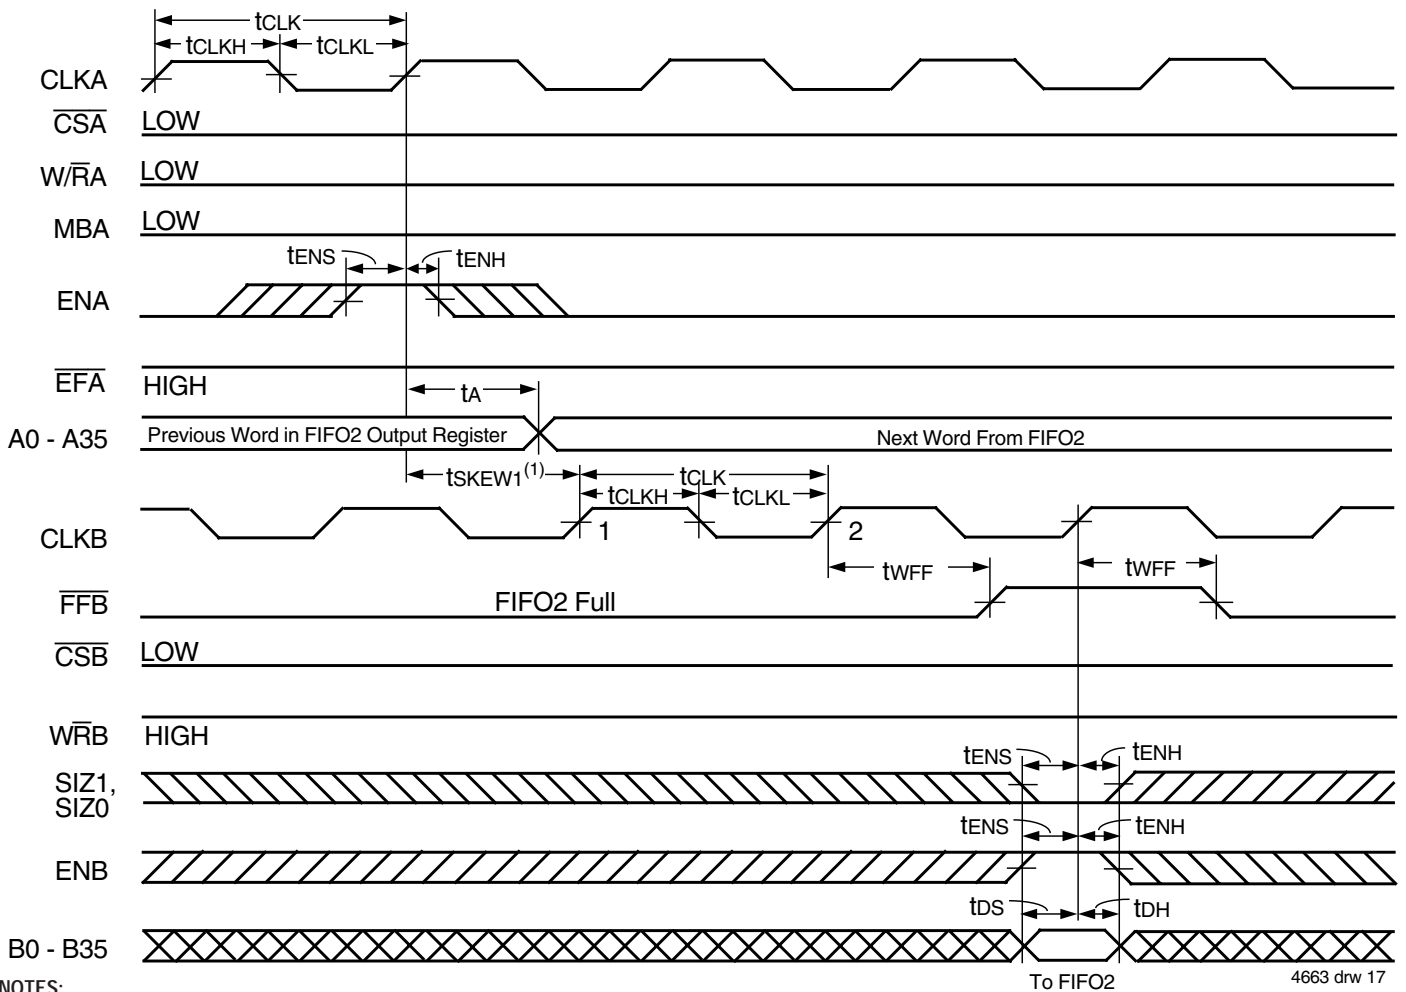 tCLK
tCLKH tCLKL
CLKA
CSA LOW
W/RA LOW
MBA LOW
tENS tENH
ENA
EFA HIGH
tA
A0 - A35 Previous Word in FIFO2 Output Register Next Word From FIFO2
tSKEW1(1) tCLK
tCLKH tCLKL
CLKB 1 2
tWFF tWFF
FFB FIFO2 Full
CSB LOW
WRB HIGH
tENS tENH
SIZ1,
SIZ0
tENS tENH
ENB
tDS tDH
B0 - B35
To FIFO2 4663 drw 17
NOTES: